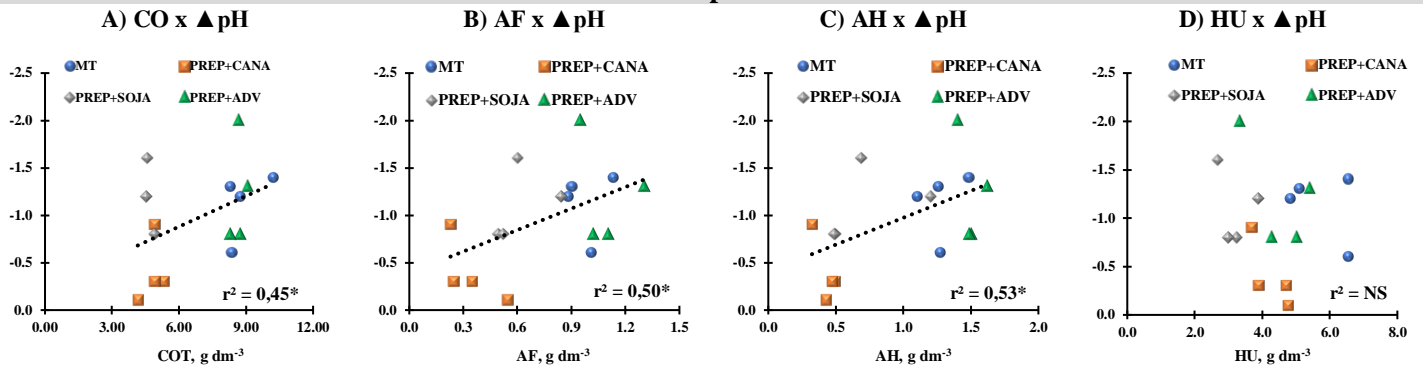 A) CO x ▲pH
MT
PREP+CANA
PREP+SOJA
PREP+ADV
-2.5
-2.0
-1.5
-1.0
-0.5
0.0
0.00 3.00 6.00 9.00 12.00
r² = 0,45*
COT, g dm⁻³
B) AF x ▲pH
MT
PREP+CANA
PREP+SOJA
PREP+ADV
-2.5
-2.0
-1.5
-1.0
-0.5
0.0
0.0 0.3 0.6 0.9 1.2 1.5
r² = 0,50*
AF, g dm⁻³
C) AH x ▲pH
MT
PREP+CANA
PREP+SOJA
PREP+ADV
-2.5
-2.0
-1.5
-1.0
-0.5
0.0
0.0 0.5 1.0 1.5 2.0
r² = 0,53*
AH, g dm⁻³
D) HU x ▲pH
MT
PREP+CANA
PREP+SOJA
PREP+ADV
-2.5
-2.0
-1.5
-1.0
-0.5
0.0
0.0 2.0 4.0 6.0 8.0
r² = NS
HU, g dm⁻³